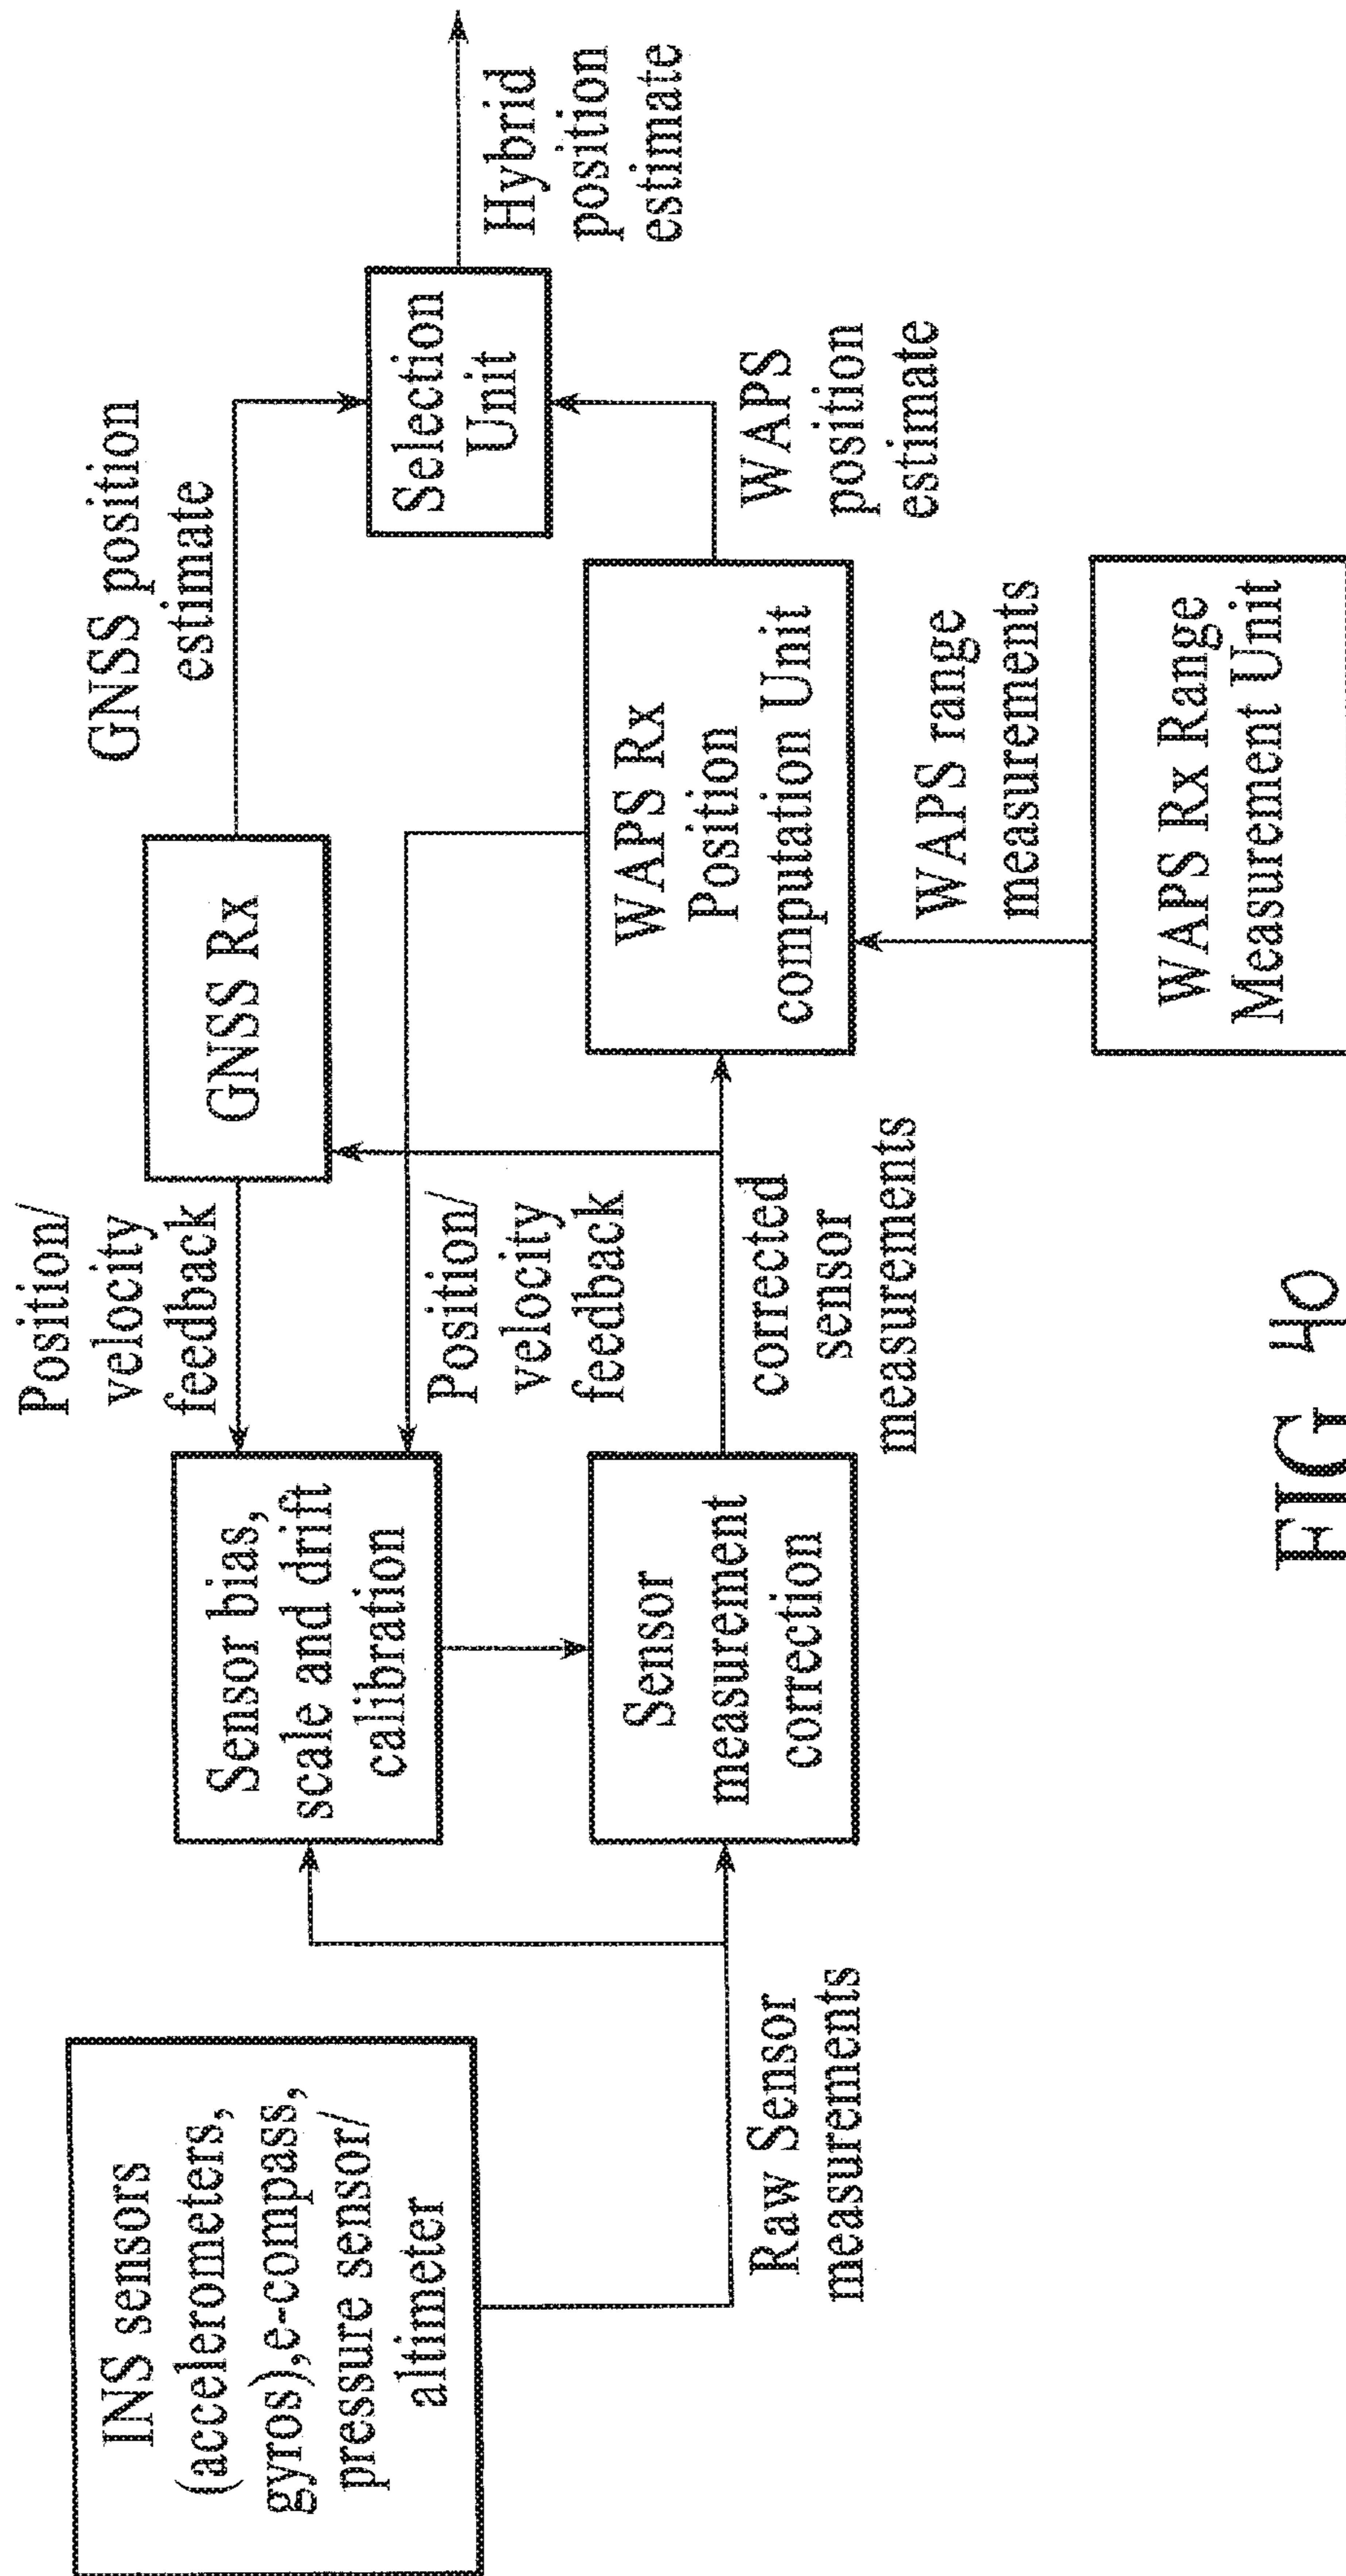 INS sensors
(accelerometers,
gyros),e-compass,
pressure sensor/
altimeter
Raw Sensor
measurements
Sensor bias,
scale and drift
calibration
Sensor
measurement
correction
Position/
velocity
feedback
Position/
velocity
feedback
corrected
sensor
measurements
GNSS Rx
WAPS Rx
Position
computation Unit
WAPS range
measurements
WAPS Rx Range
Measurement Unit
GNSS position
estimate
WAPS
position
estimate
Selection
Unit
Hybrid
position
estimate
FIG 40